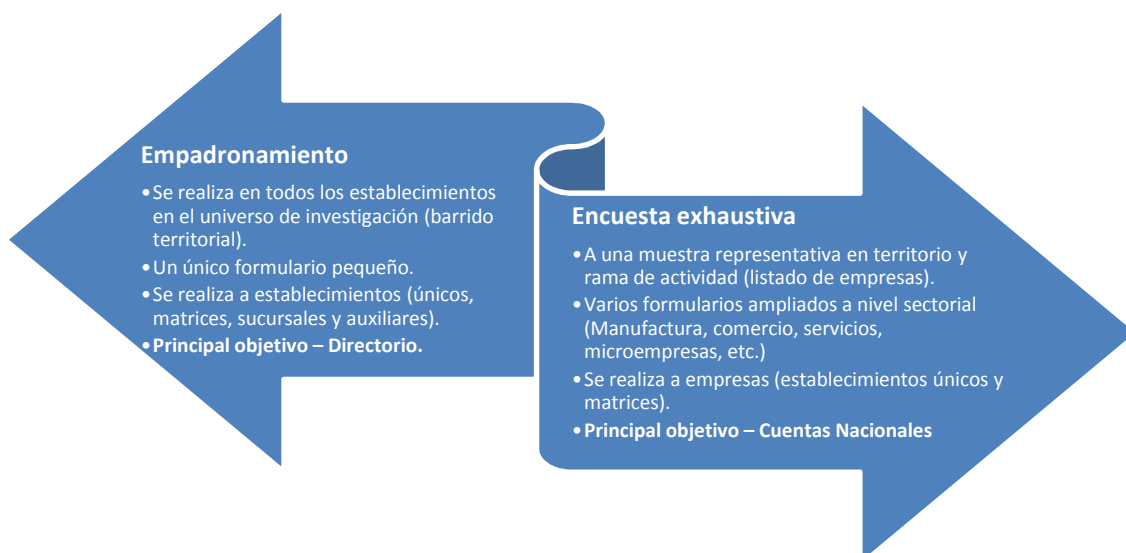 Empadronamiento
•Se realiza en todos los establecimientos
en el universo de investigación (barrido
territorial).
•Un único formulario pequeño.
•Se realiza a establecimientos (únicos,
matrices, sucursales y auxiliares).
•Principal objetivo – Directorio.
Encuesta exhaustiva
•A una muestra representativa en territorio y
rama de actividad (listado de empresas).
•Varios formularios ampliados a nivel sectorial
(Manufactura, comercio, servicios,
microempresas, etc.)
•Se realiza a empresas (establecimientos únicos y
matrices).
•Principal objetivo – Cuentas Nacionales